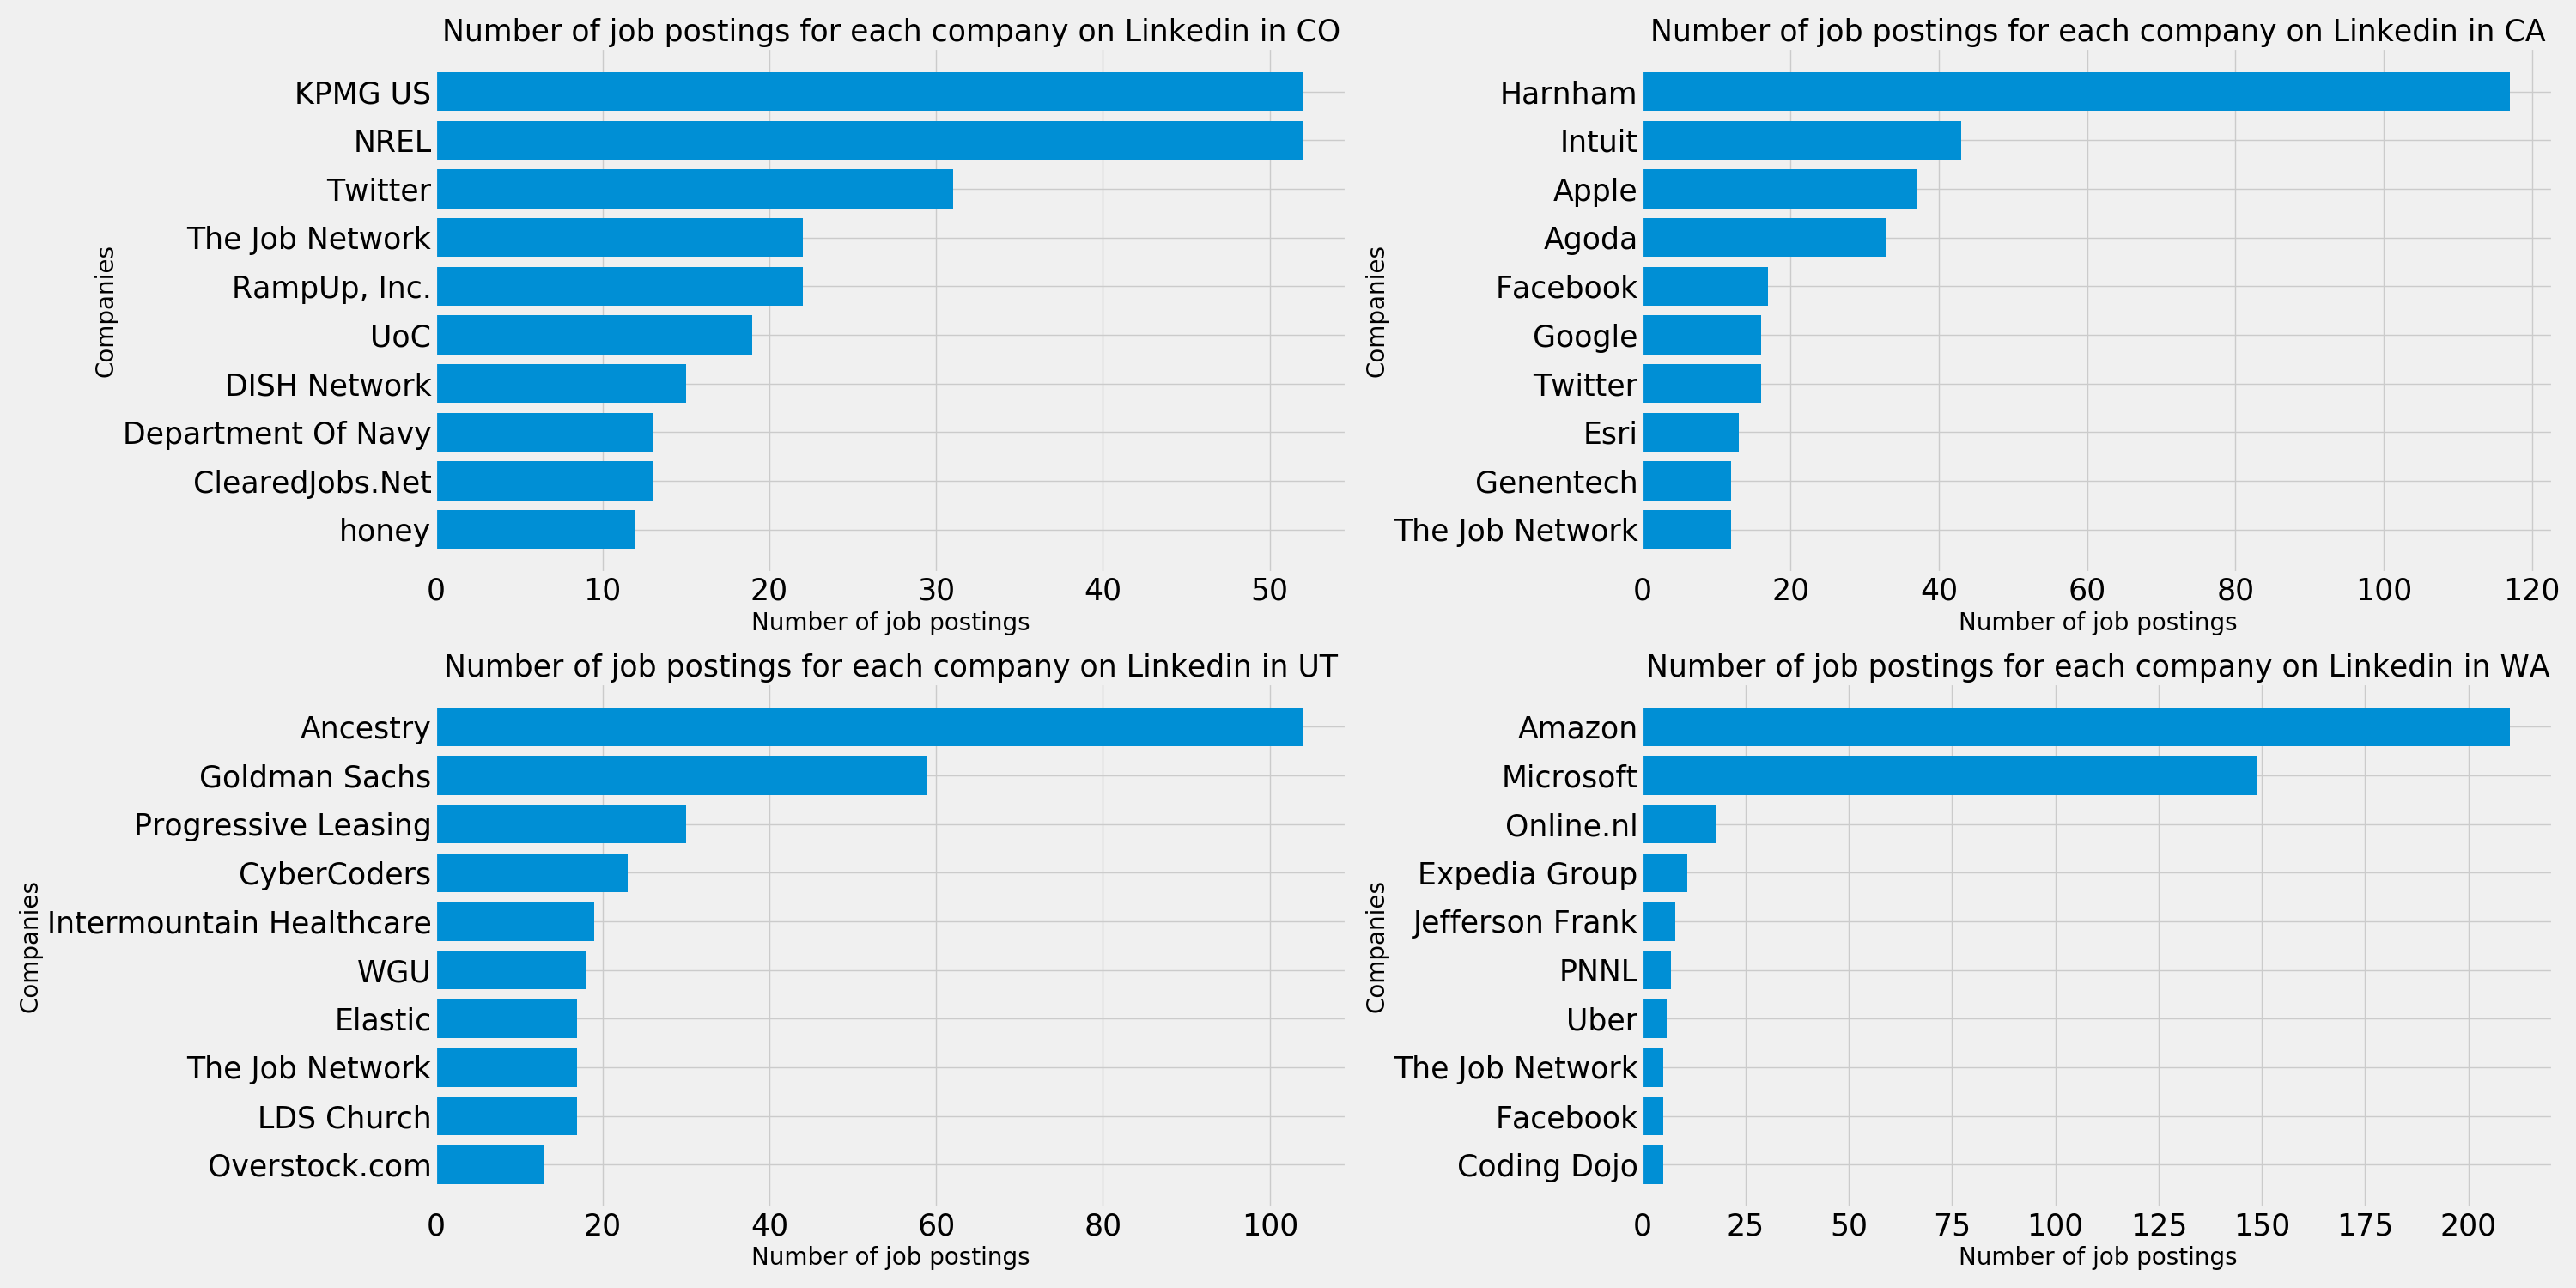 Number of job postings for each company on Linkedin in CO
Companies
KPMG US
NREL
Twitter
The Job Network
RampUp, Inc.
UoC
DISH Network
Department Of Navy
ClearedJobs.Net
honey
0 10 20 30 40 50
Number of job postings
Number of job postings for each company on Linkedin in CA
Companies
Harnham
Intuit
Apple
Agoda
Facebook
Google
Twitter
Esri
Genentech
The Job Network
0 20 40 60 80 100 120
Number of job postings
Number of job postings for each company on Linkedin in UT
Companies
Ancestry
Goldman Sachs
Progressive Leasing
CyberCoders
Intermountain Healthcare
WGU
Elastic
The Job Network
LDS Church
Overstock.com
0 20 40 60 80 100
Number of job postings
Number of job postings for each company on Linkedin in WA
Companies
Amazon
Microsoft
Online.nl
Expedia Group
Jefferson Frank
PNNL
Uber
The Job Network
Facebook
Coding Dojo
0 25 50 75 100 125 150 175 200
Number of job postings